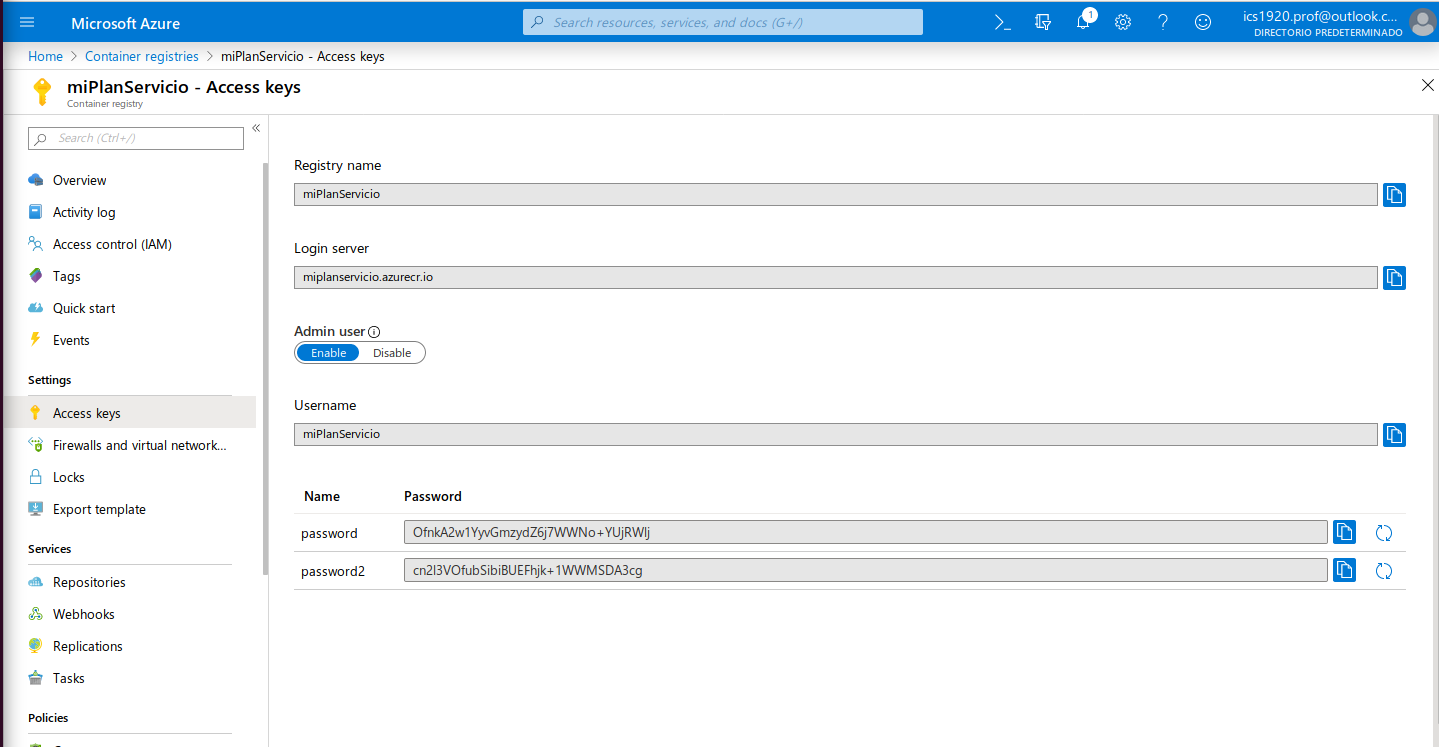 Microsoft Azure
Search resources, services, and docs (G+/)
1
ics1920.prof@outlook.c...
DIRECTORIO PREDETERMINADO
Home > Container registries > miPlanServicio - Access keys
miPlanServicio - Access keys
Container registry
Search (Ctrl+/)
Overview
Activity log
Access control (IAM)
Tags
Quick start
Events
Settings
Access keys
Firewalls and virtual network...
Locks
Export template
Services
Repositories
Webhooks
Replications
Tasks
Policies
Registry name
miPlanServicio
Login server
miplanservicio.azurecr.io
Admin user
Enable Disable
Username
miPlanServicio
Name Password
password OfnkA2w1YyvGmzydZ6j7WWNo+YUjRWlj
password2 cn2l3VOfubSibiBUEFhjk+1WWMSDA3cg